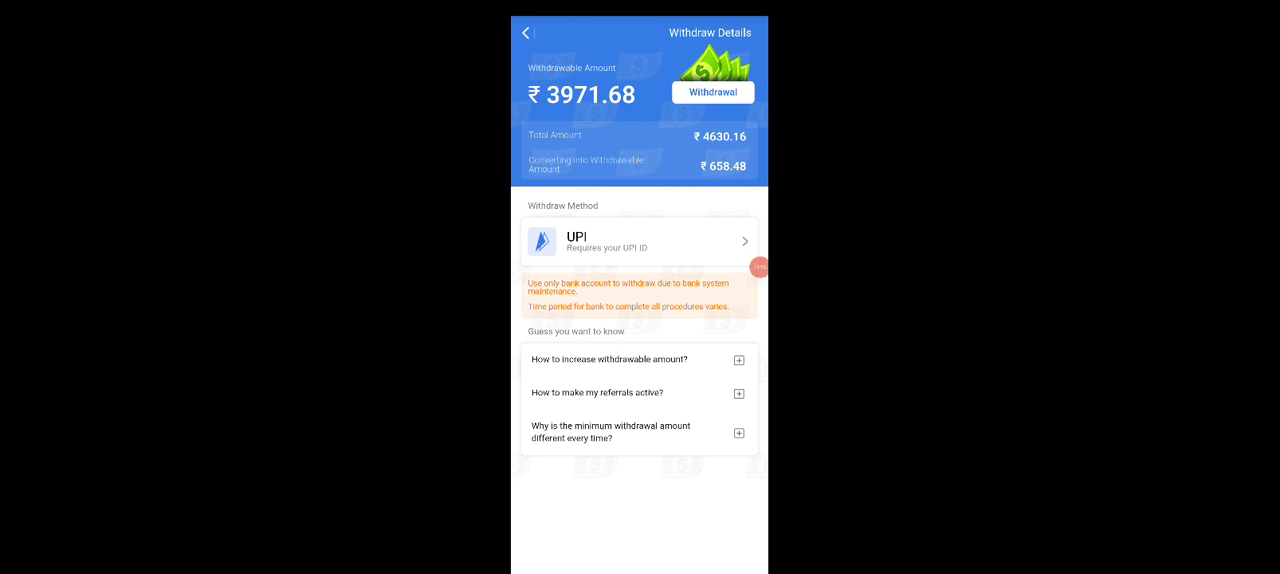 Withdraw Details
Withdrawable Amount
₹ 3971.68
Withdrawal
Total Amount
₹ 4630.16
Converting Into Withdrawable
Amount
₹ 658.48
Withdraw Method
UPI
Requires your UPI ID
Use only bank account to withdraw due to bank system
maintenance.
Time period for bank to complete all procedures varies.
Guess you want to know
How to increase withdrawable amount?
How to make my referrals active?
Why is the minimum withdrawal amount
different every time?